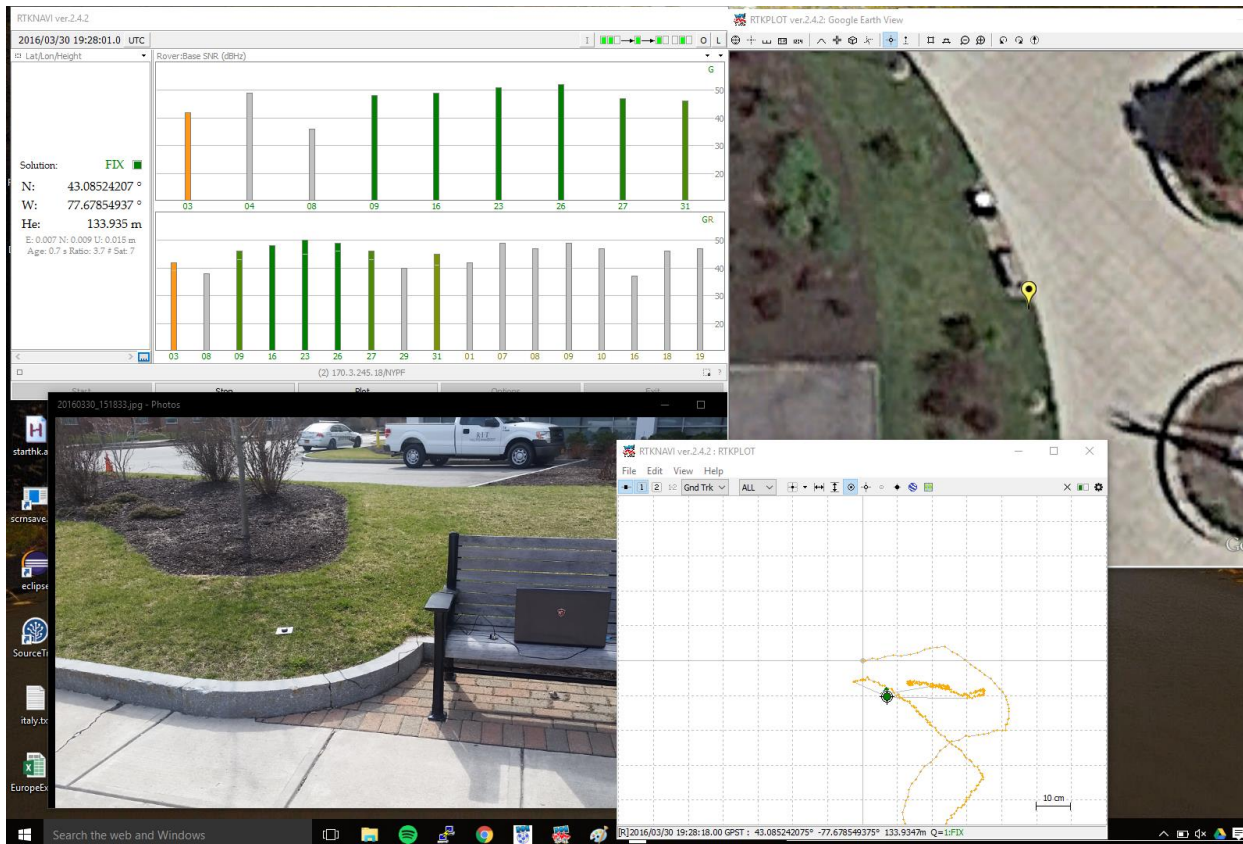 RTKNAVI ver.2.4.2
2016/03/30 19:28:01.0 UTC
I
O L
Lat/Lon/Height
Rover:Base SNR (dBHz)
G
50
40
30
20
03 04 08 09 16 23 26 27 31
Solution: FIX
N: 43.08524207 °
W: 77.67854937 °
He: 133.935 m
E: 0.007 N: 0.009 U: 0.015 m
Age: 0.7 s Ratio: 3.7 # Sat: 7
GR
50
40
30
20
03 08 09 16 23 26 27 29 31 01 07 08 09 10 16 18 19
(2) 170.3.245.18/NYPF
?
Start Stop Plot Options Exit
RTKPLOT ver.2.4.2: Google Earth View
20160330_151833.jpg - Photos
starthk.a
scrnsave.
eclipse
SourceTr
italy.tx
EuropeEx
RTKNAVI ver.2.4.2 : RTKPLOT
File Edit View Help
1 2 1-2 Gnd Trk ALL
10 cm
[R]2016/03/30 19:28:18.00 GPST : 43.085242075° -77.678549375° 133.9347m Q=1:FIX
Search the web and Windows